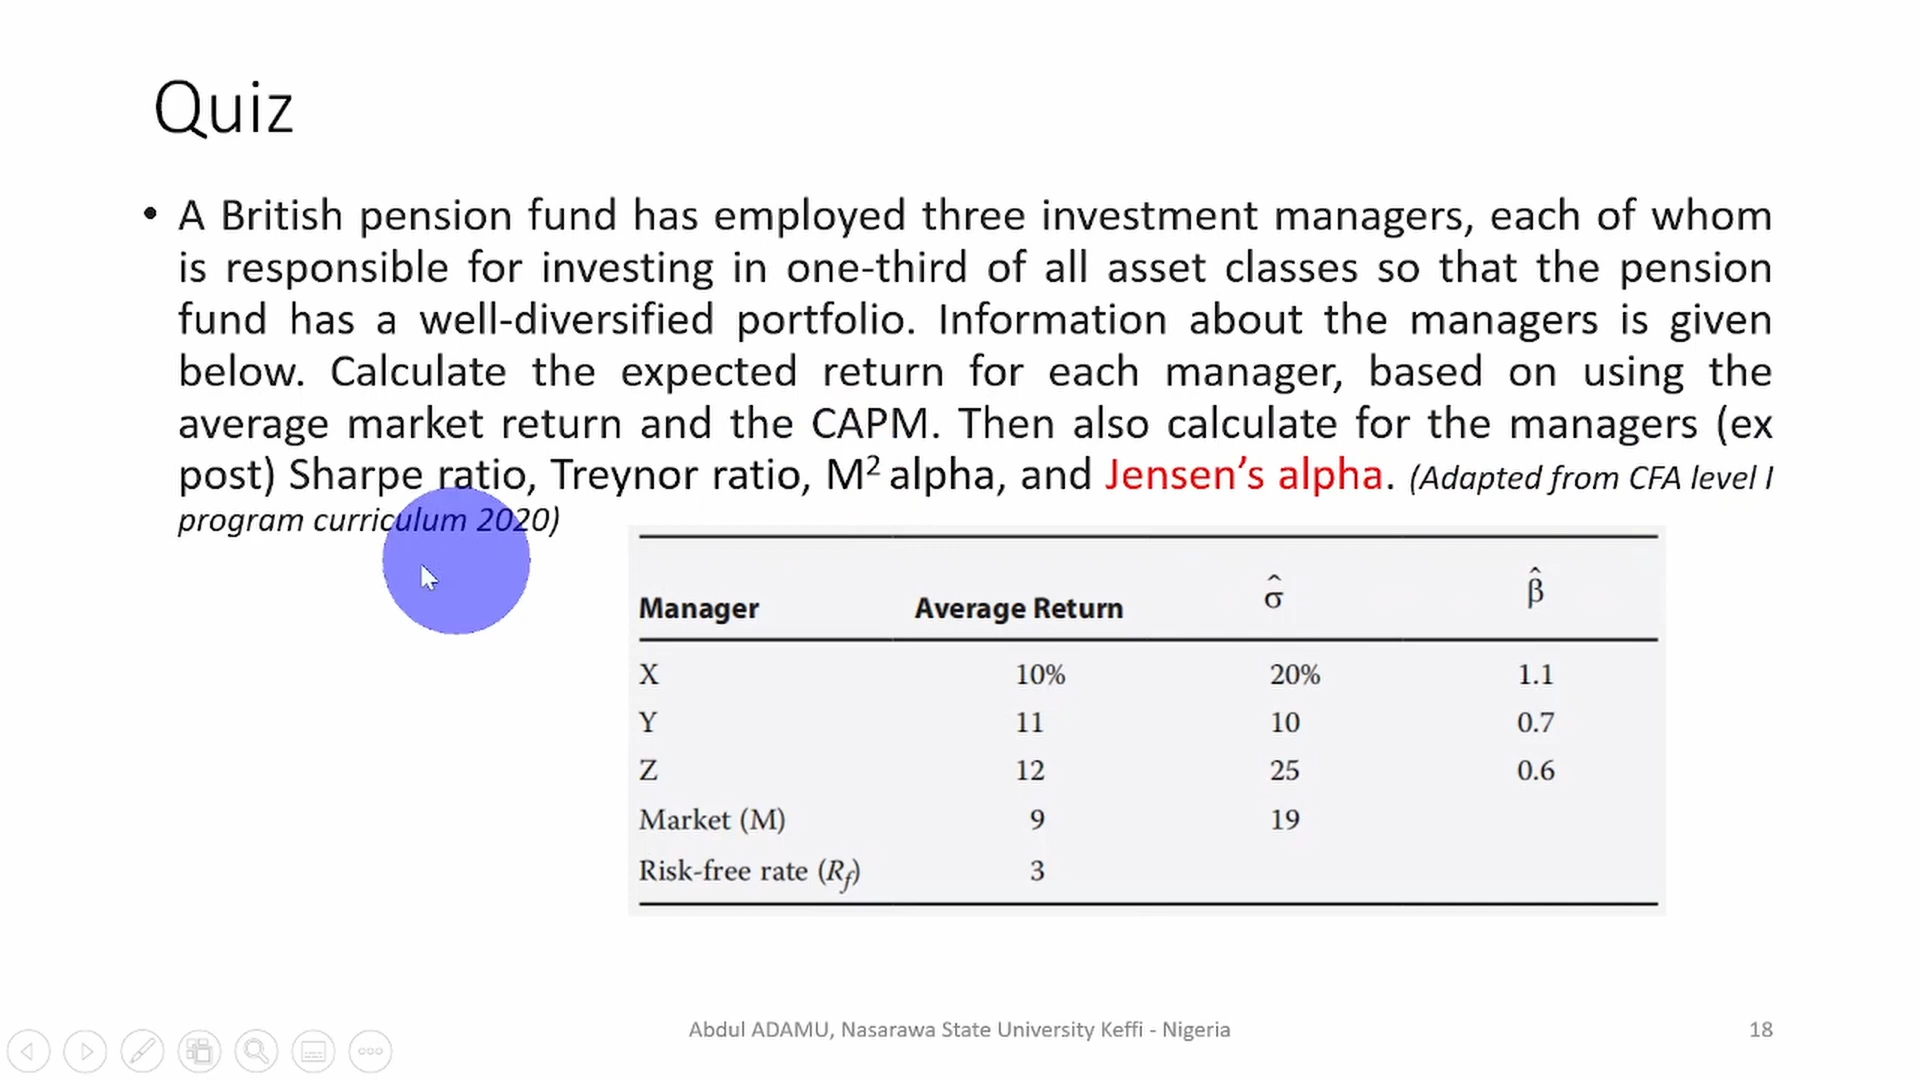 Quiz
• A British pension fund has employed three investment managers, each of whom
is responsible for investing in one-third of all asset classes so that the pension
fund has a well-diversified portfolio. Information about the managers is given
below. Calculate the expected return for each manager, based on using the
average market return and the CAPM. Then also calculate for the managers (ex
post) Sharpe ratio, Treynor ratio, M² alpha, and Jensen’s alpha. (Adapted from CFA level I
program curriculum 2020)
Manager Average Return σ̂ β̂
X 10% 20% 1.1
Y 11 10 0.7
Z 12 25 0.6
Market (M) 9 19
Risk-free rate (Rf) 3
Abdul ADAMU, Nasarawa State University Keffi - Nigeria 18